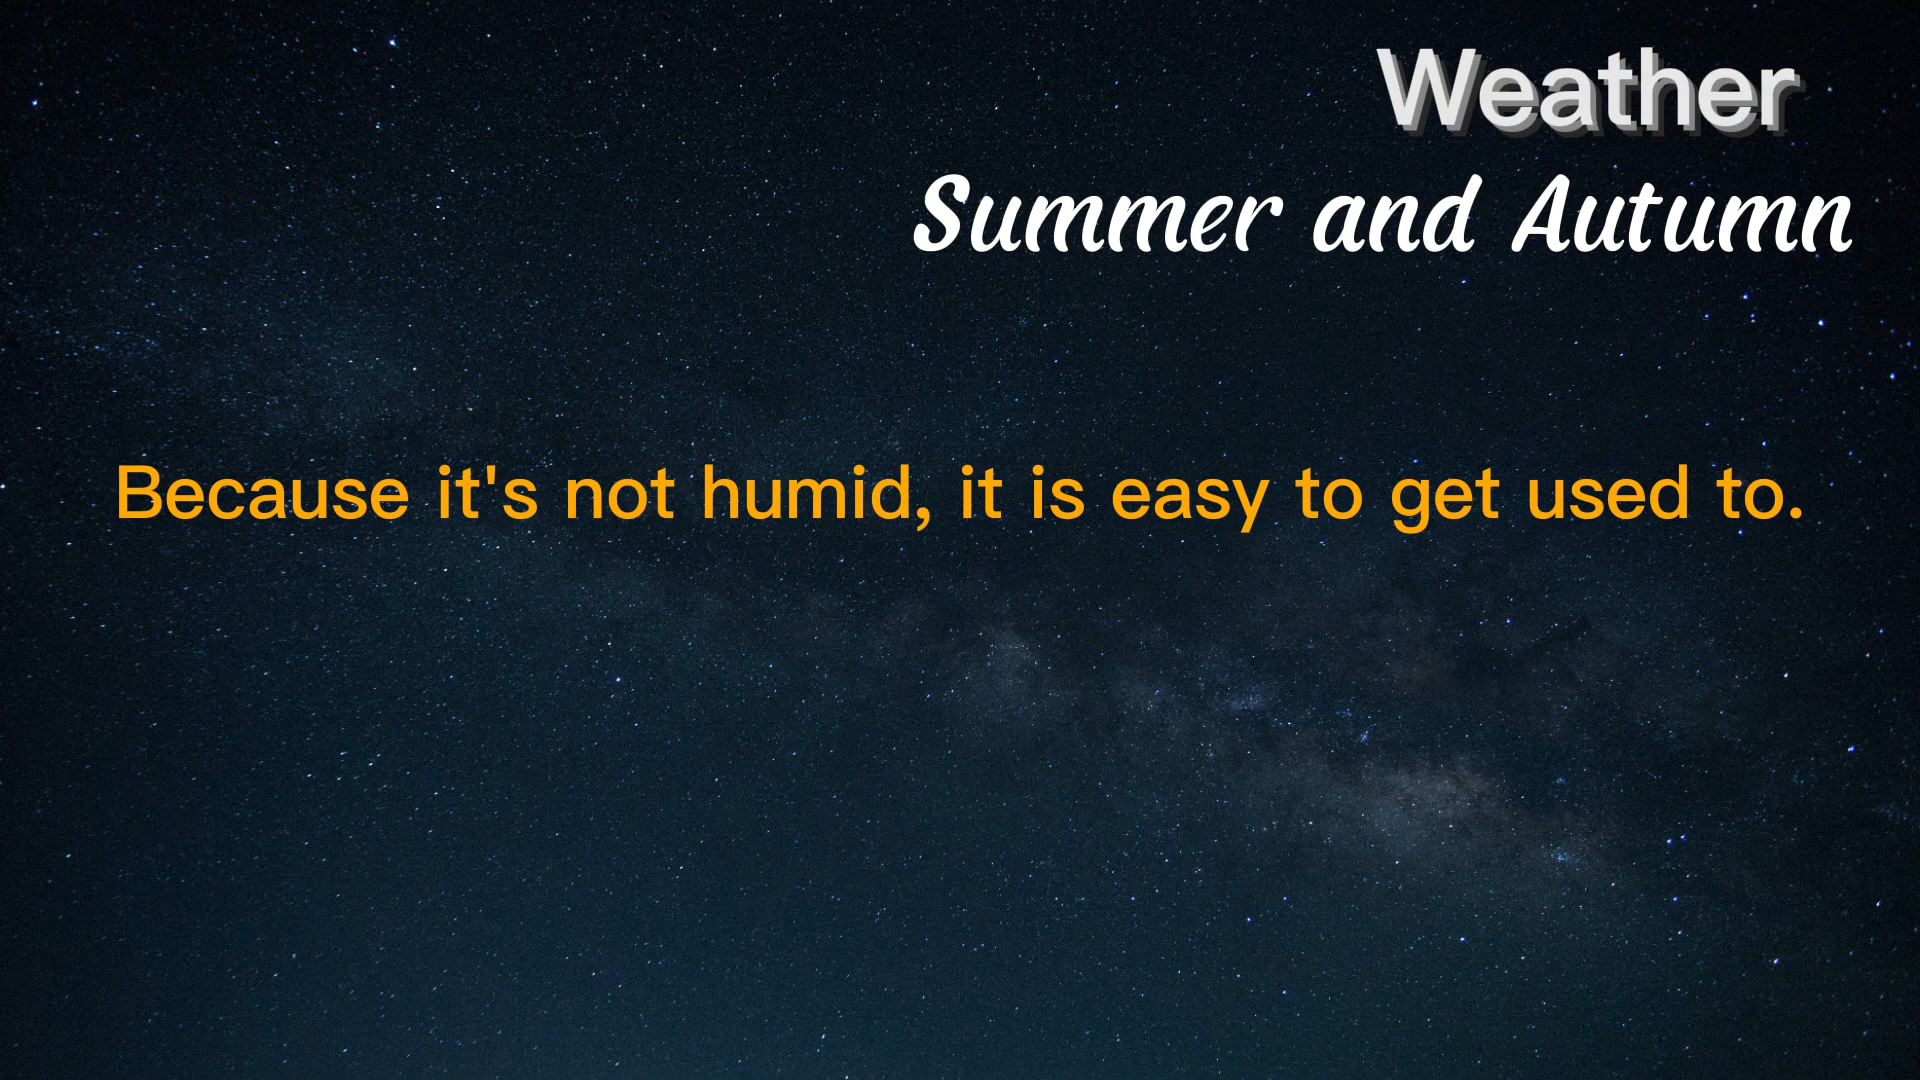 Weather
Summer and Autumn
Because it's not humid, it is easy to get used to.